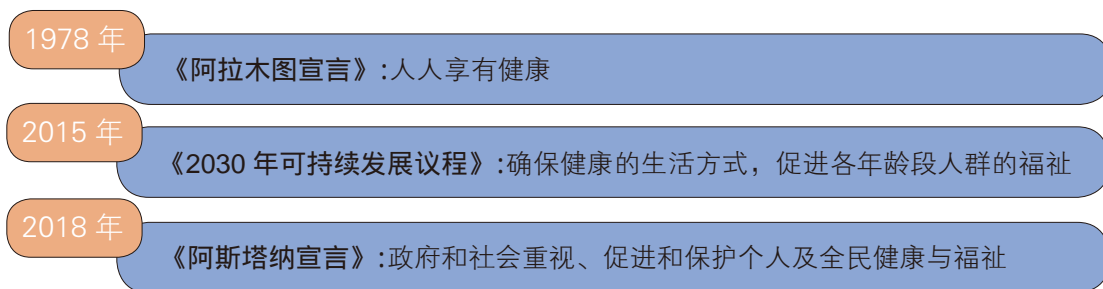 1978 年
《阿拉木图宣言》:人人享有健康
2015 年
《2030 年可持续发展议程》:确保健康的生活方式，促进各年龄段人群的福祉
2018 年
《阿斯塔纳宣言》:政府和社会重视、促进和保护个人及全民健康与福祉